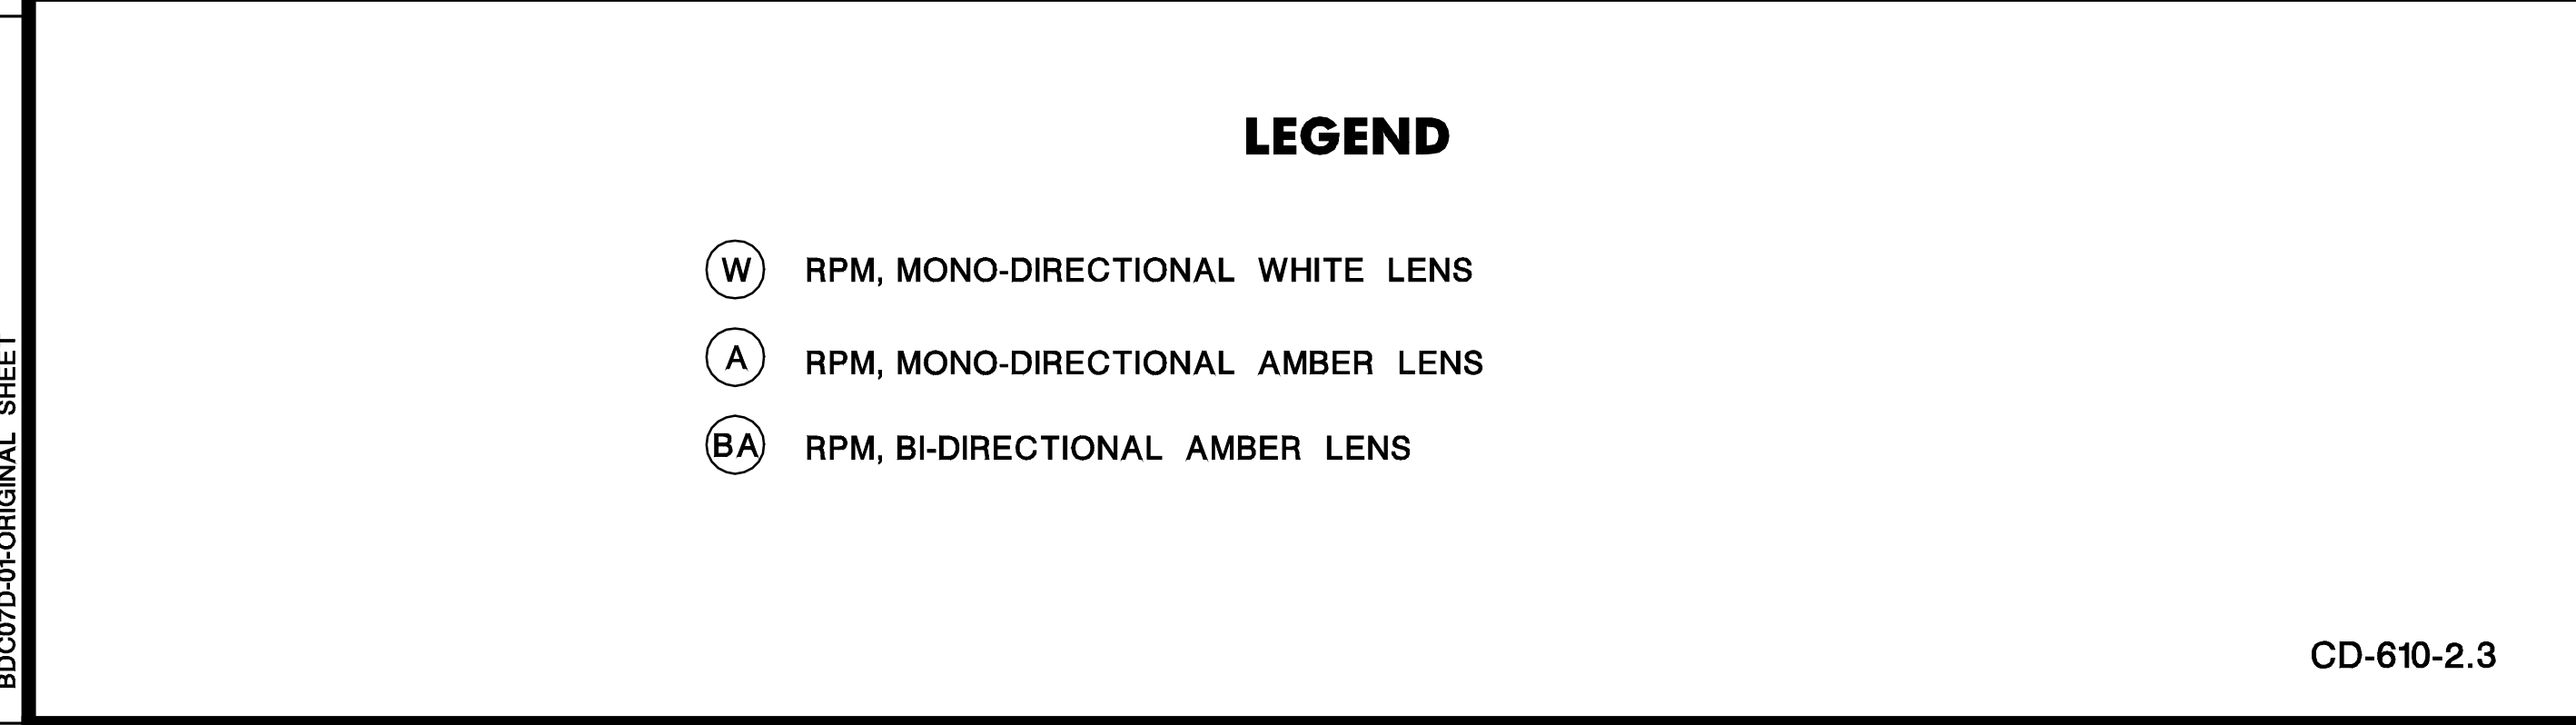 LEGEND
W RPM, MONO-DIRECTIONAL WHITE LENS
A RPM, MONO-DIRECTIONAL AMBER LENS
BA RPM, BI-DIRECTIONAL AMBER LENS
CD-610-2.3
BDC07D-01-ORIGINAL SHEET